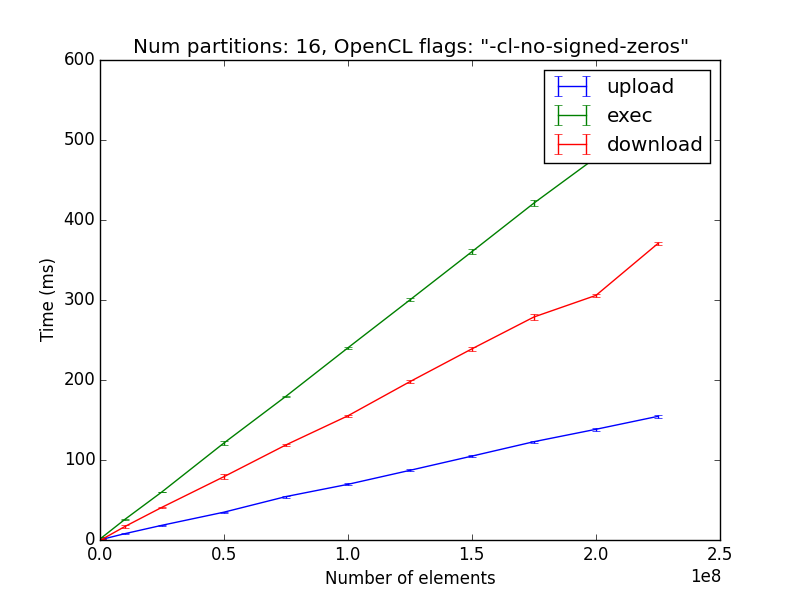 Num partitions: 16, OpenCL flags: "-cl-no-signed-zeros"
600
upload
exec
download
500
400
300
200
100
0
Time (ms)
0.0 0.5 1.0 1.5 2.0 2.5
1e8
Number of elements